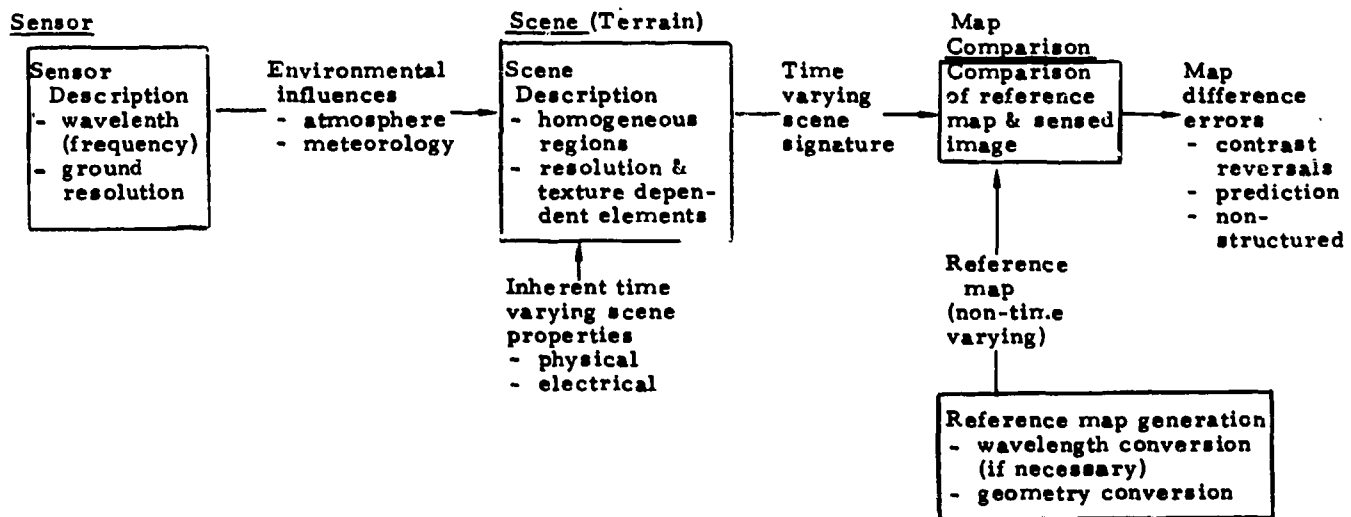 Sensor
Sensor
Description
- wavelenth
(frequency)
- ground
resolution
Environmental
influences
- atmosphere
- meteorology
Scene (Terrain)
Scene
Description
- homogeneous
regions
- resolution &
texture depen-
dent elements
Inherent time
varying scene
properties
- physical
- electrical
Time
varying
scene
signature
Map
Comparison
Comparison
of reference
map & sensed
image
Map
difference
errors
- contrast
reversals
- prediction
- non-
structured
Reference
map
(non-time
varying)
Reference map generation
- wavelength conversion
(if necessary)
- geometry conversion